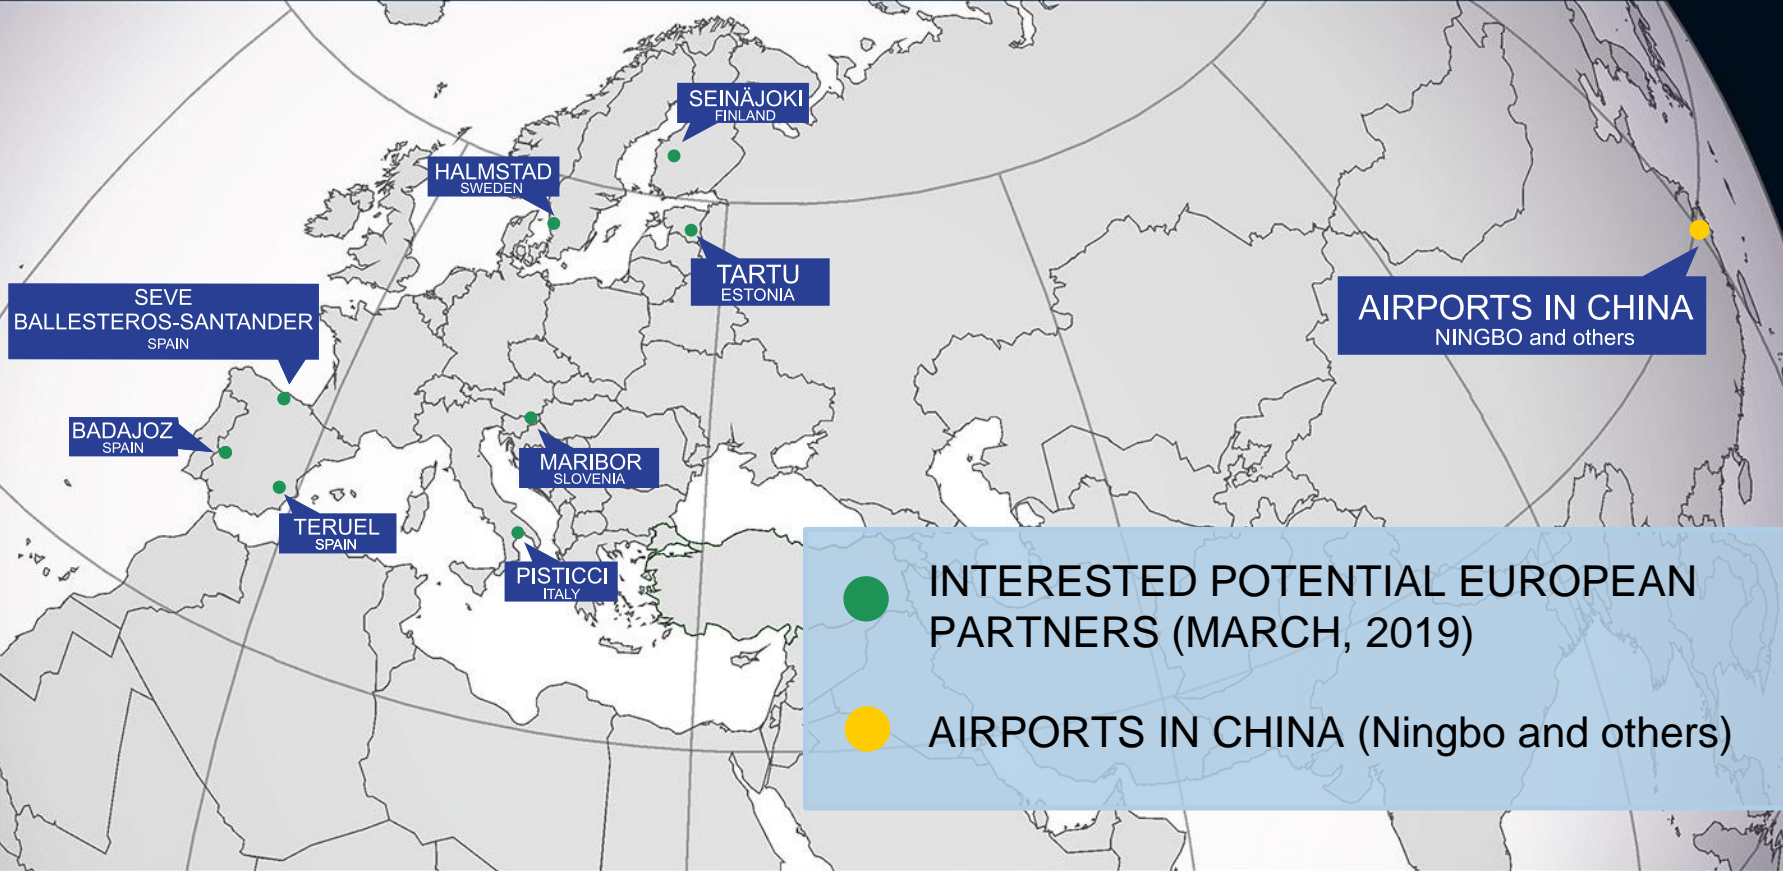 SEINÄJOKI
FINLAND
HALMSTAD
SWEDEN
TARTU
ESTONIA
SEVE
BALLESTEROS-SANTANDER
SPAIN
AIRPORTS IN CHINA
NINGBO and others
BADAJOZ
SPAIN
MARIBOR
SLOVENIA
TERUEL
SPAIN
PISTICCI
ITALY
INTERESTED POTENTIAL EUROPEAN
PARTNERS (MARCH, 2019)
AIRPORTS IN CHINA (Ningbo and others)